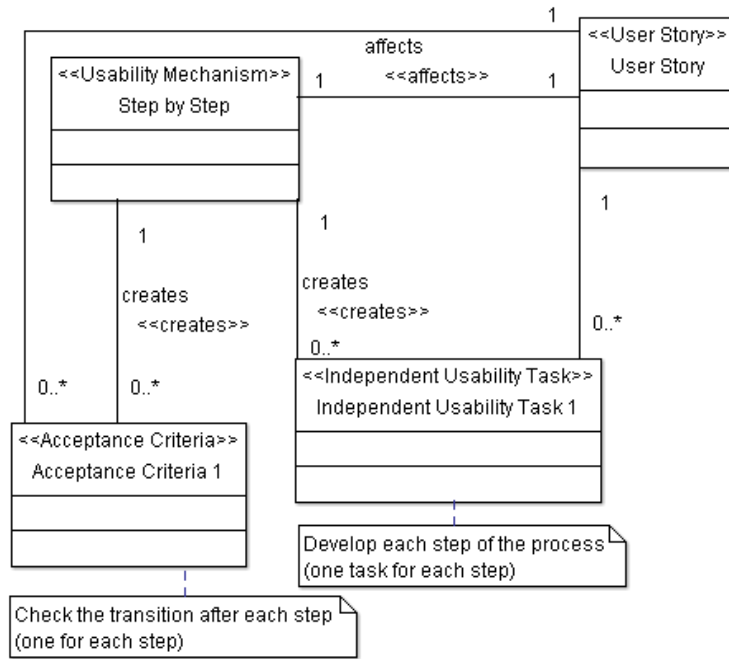 1
<<User Story>>
User Story
affects
<<affects>>
1
1
<<Usability Mechanism>>
Step by Step
1
1
1
creates
<<creates>>
creates
<<creates>>
0..*
0..*
0..*
0..*
<<Independent Usability Task>>
Independent Usability Task 1
<<Acceptance Criteria>>
Acceptance Criteria 1
Develop each step of the process
(one task for each step)
Check the transition after each step
(one for each step)